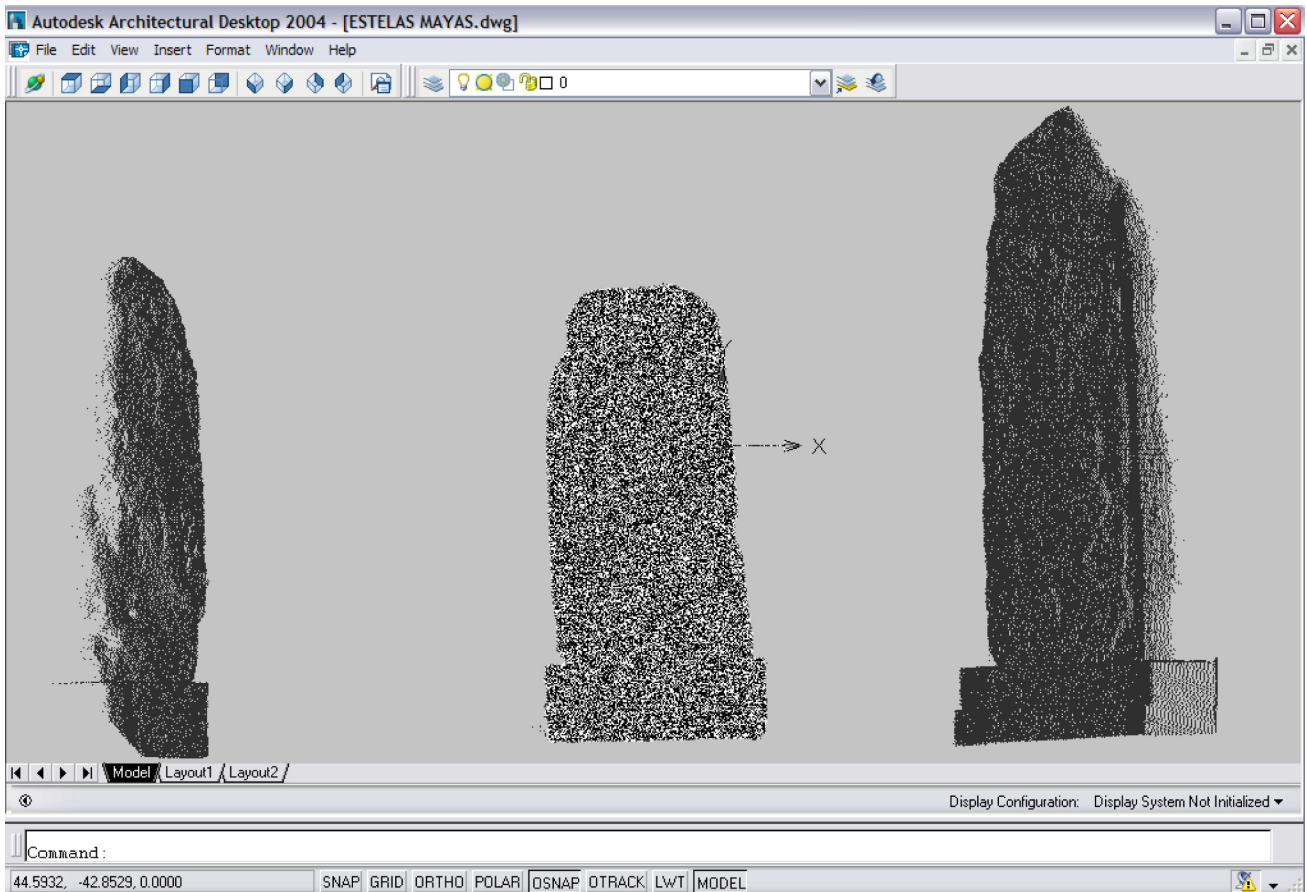 Autodesk Architectural Desktop 2004 - [ESTELAS MAYAS.dwg]
File Edit View Insert Format Window Help
0
Y
X
Model Layout1 Layout2
Display Configuration: Display System Not Initialized
Command:
44.5932, -42.8529, 0.0000 SNAP GRID ORTHO POLAR OSNAP OTRACK LWT MODEL